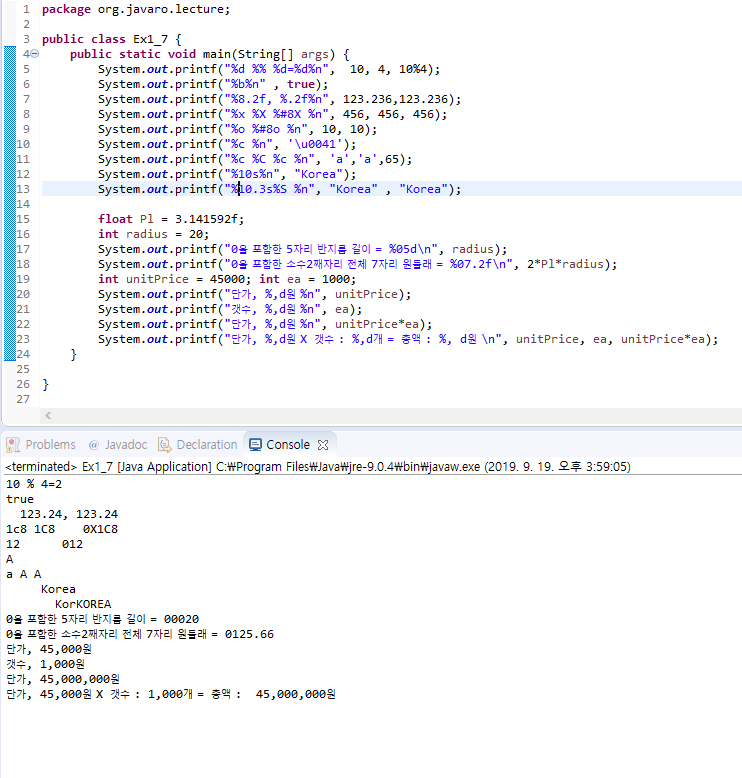 1 package org.javaro.lecture;
2
3 public class Ex1_7 {
4 public static void main(String[] args) {
5 System.out.printf("%d %% %d=%d%n",  10, 4, 10%4);
6 System.out.printf("%b%n" , true);
7 System.out.printf("%8.2f, %.2f%n", 123.236,123.236);
8 System.out.printf("%x %X %#8X %n", 456, 456, 456);
9 System.out.printf("%o %#8o %n", 10, 10);
10 System.out.printf("%c %n", '\u0041');
11 System.out.printf("%c %C %c %n", 'a','a',65);
12 System.out.printf("%10s%n", "Korea");
13 System.out.printf("%10.3s%S %n", "Korea" , "Korea");
14
15 float Pl = 3.141592f;
16 int radius = 20;
17 System.out.printf("0을 포함한 5자리 반지름 길이 = %05d\n", radius);
18 System.out.printf("0을 포함한 소수2째자리 전체 7자리 원둘래 = %07.2f\n", 2*Pl*radius);
19 int unitPrice = 45000; int ea = 1000;
20 System.out.printf("단가, %,d원 %n", unitPrice);
21 System.out.printf("갯수, %,d원 %n", ea);
22 System.out.printf("단가, %,d원 %n", unitPrice*ea);
23 System.out.printf("단가, %,d원 X 갯수 : %,d개 = 총액 : %, d원 \n", unitPrice, ea, unitPrice*ea);
24 }
25
26 }
27
Problems @ Javadoc Declaration Console
<terminated> Ex1_7 [Java Application] C:₩Program Files₩Java₩jre-9.0.4₩bin₩javaw.exe (2019. 9. 19. 오후 3:59:05)
10 % 4=2
true
  123.24, 123.24
1c8 1C8    0X1C8
12      012
A
a A A
     Korea
       KorKOREA
0을 포함한 5자리 반지름 길이 = 00020
0을 포함한 소수2째자리 전체 7자리 원둘래 = 0125.66
단가, 45,000원
갯수, 1,000원
단가, 45,000,000원
단가, 45,000원 X 갯수 : 1,000개 = 총액 :  45,000,000원